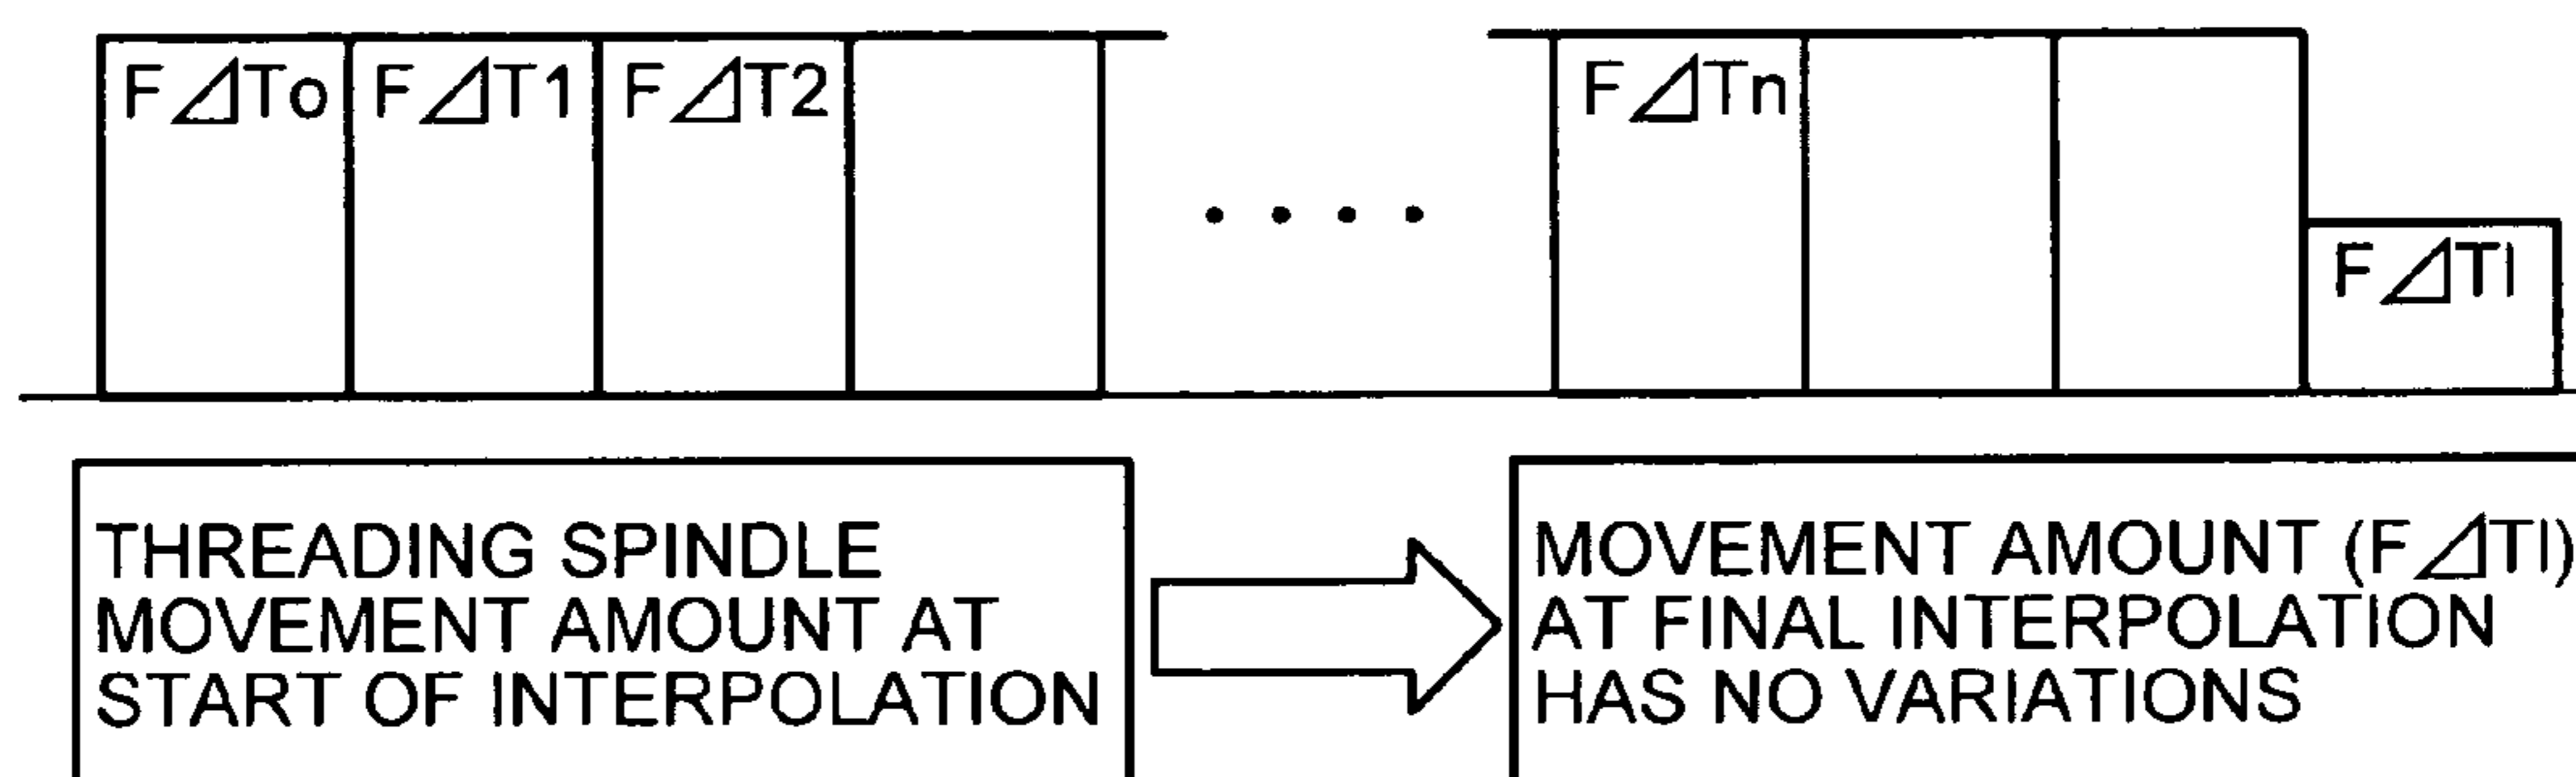 F⊿To F⊿T1 F⊿T2 F⊿Tn
F⊿Tl
THREADING SPINDLE
MOVEMENT AMOUNT AT
START OF INTERPOLATION
MOVEMENT AMOUNT (F⊿Tl)
AT FINAL INTERPOLATION
HAS NO VARIATIONS